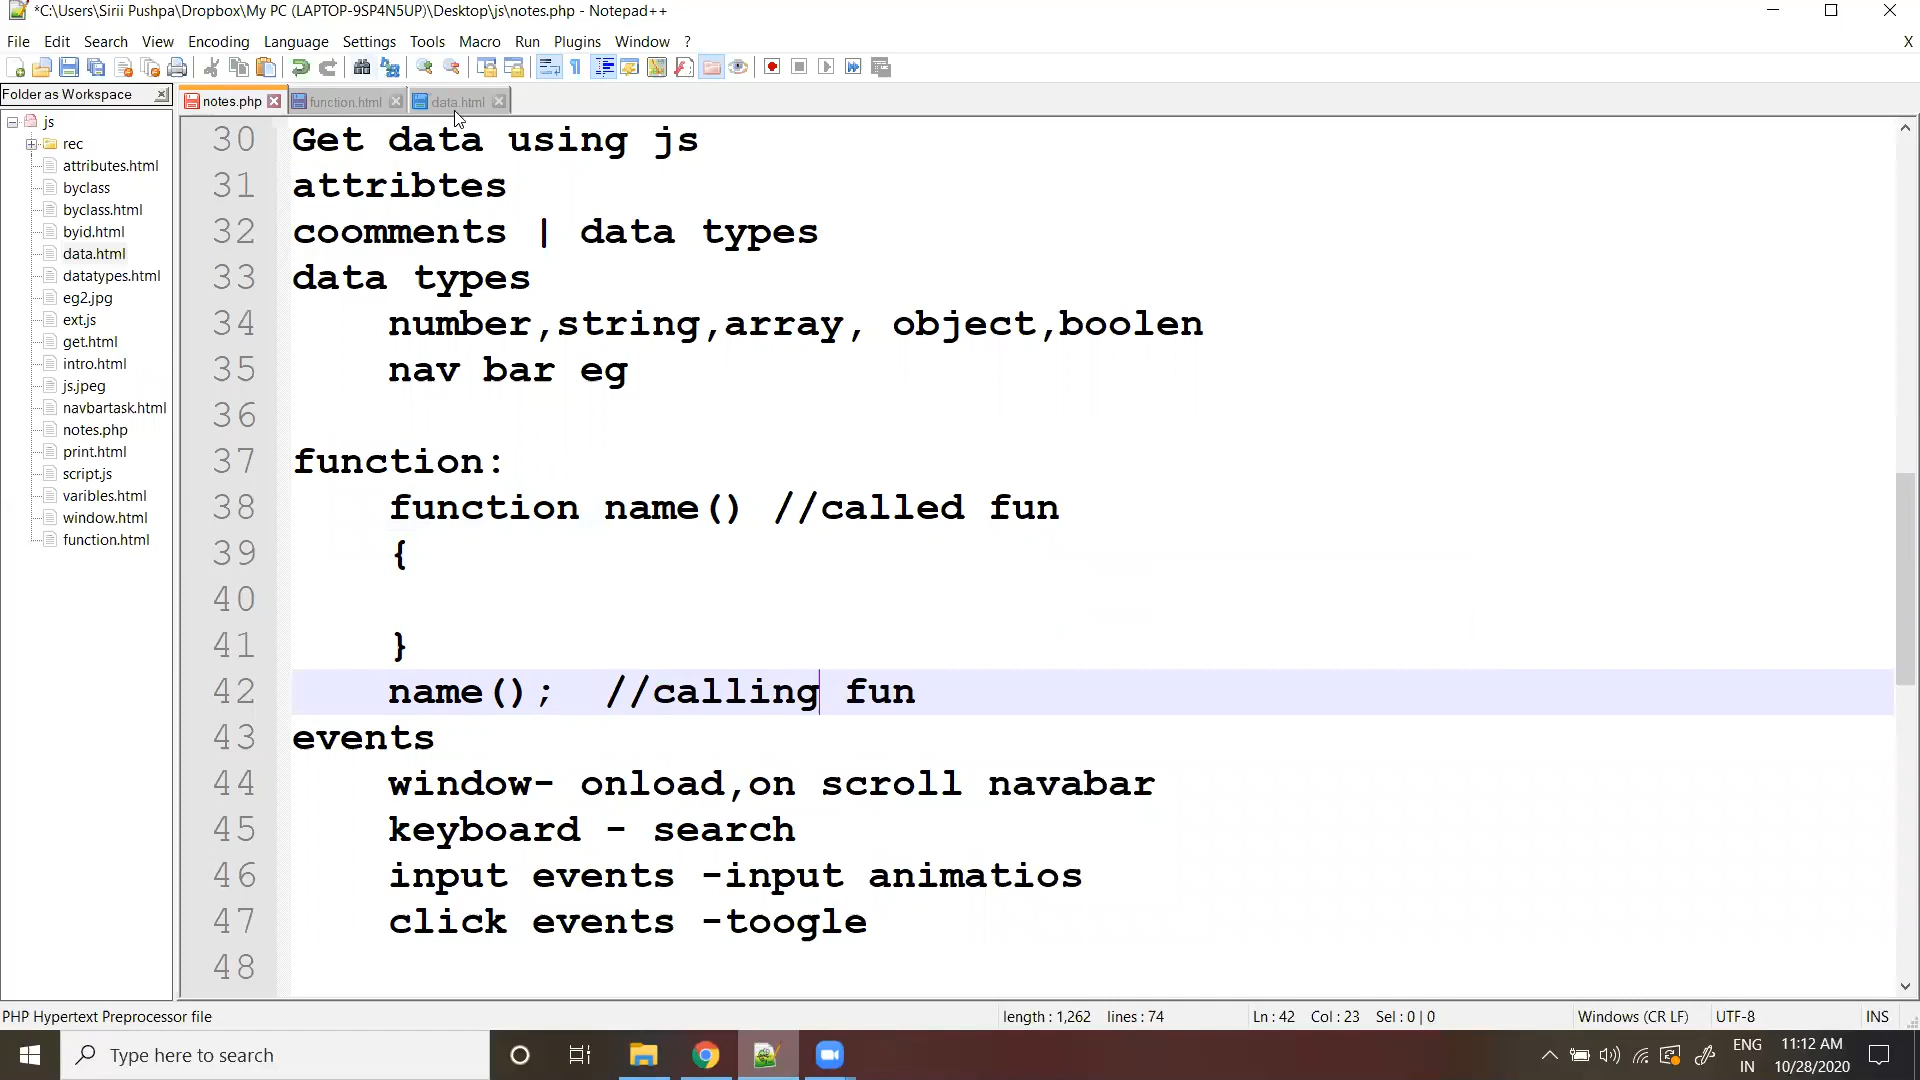 *C:\Users\Sirii Pushpa\Dropbox\My PC (LAPTOP-9SP4N5UP)\Desktop\js\notes.php - Notepad++
File Edit Search View Encoding Language Settings Tools Macro Run Plugins Window ? X
Folder as Workspace
notes.php function.html data.html
js
rec
attributes.html
byclass
byclass.html
byid.html
data.html
datatypes.html
eg2.jpg
ext.js
get.html
intro.html
js.jpeg
navbartask.html
notes.php
print.html
script.js
varibles.html
window.html
function.html
30 Get data using js
31 attribtes
32 coomments | data types
33 data types
34 number,string,array, object,boolen
35 nav bar eg
36
37 function:
38 function name() //called fun
39 {
40
41 }
42 name(); //calling fun
43 events
44 window- onload,on scroll navabar
45 keyboard - search
46 input events -input animatios
47 click events -toogle
48
PHP Hypertext Preprocessor file length : 1,262 lines : 74 Ln : 42 Col : 23 Sel : 0 | 0 Windows (CR LF) UTF-8 INS
Type here to search
ENG
IN
11:12 AM
10/28/2020